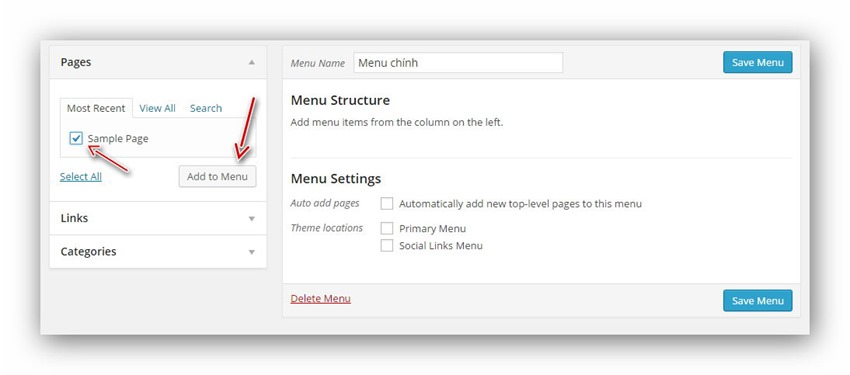 Pages
Most Recent View All Search
Sample Page
Select All Add to Menu
Links
Categories
Menu Name Menu chính Save Menu
Menu Structure
Add menu items from the column on the left.
Menu Settings
Auto add pages Automatically add new top-level pages to this menu
Theme locations Primary Menu
Social Links Menu
Delete Menu Save Menu